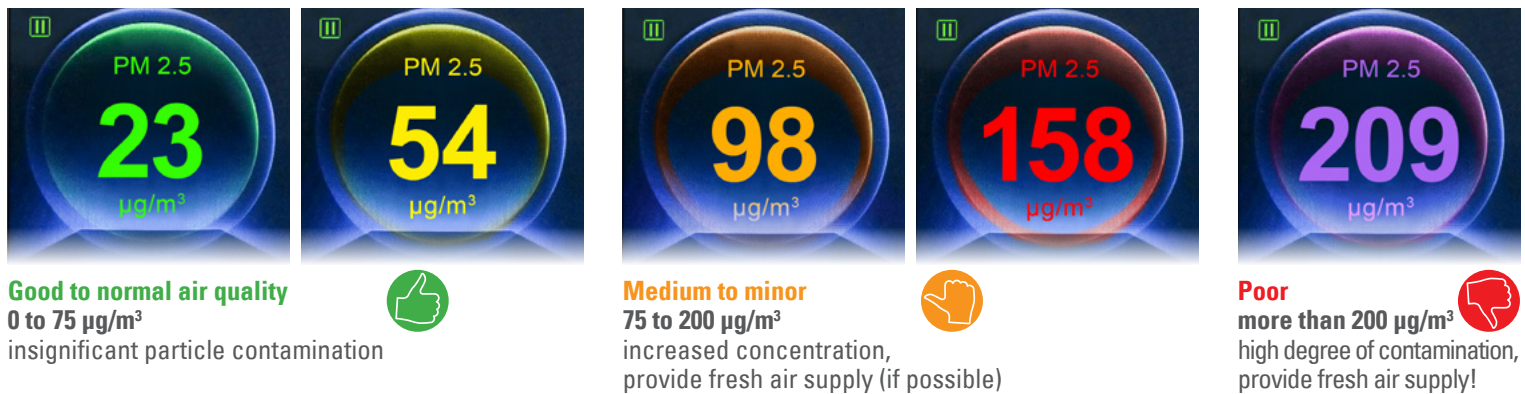 PM 2.5
23
µg/m³
PM 2.5
54
µg/m³
PM 2.5
98
µg/m³
PM 2.5
158
µg/m³
PM 2.5
209
µg/m³
Good to normal air quality
0 to 75 µg/m³
insignificant particle contamination
Medium to minor
75 to 200 µg/m³
increased concentration,
provide fresh air supply (if possible)
Poor
more than 200 µg/m³
high degree of contamination,
provide fresh air supply!